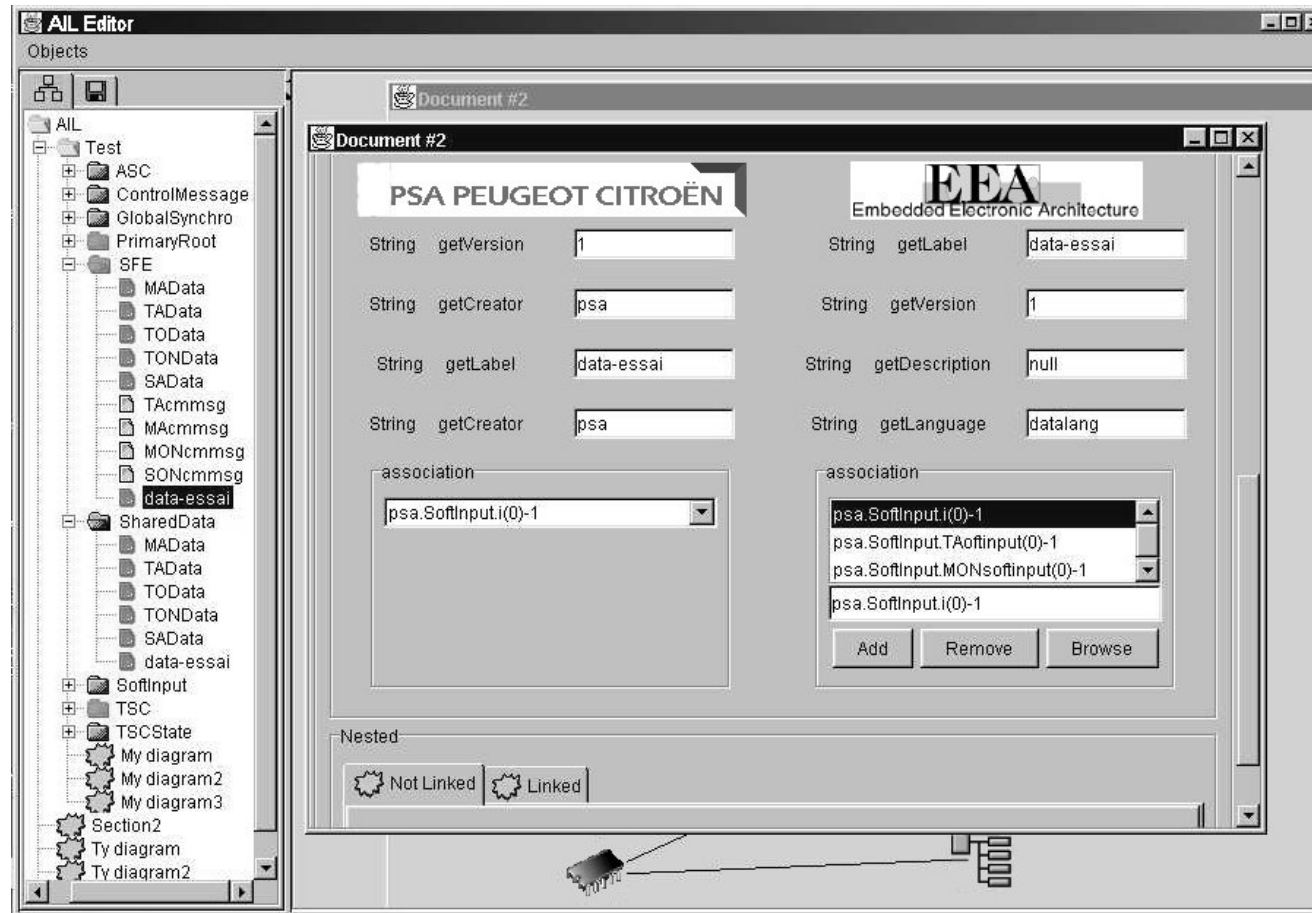 AIL Editor
Objects
AIL
Test
ASC
ControlMessage
GlobalSynchro
PrimaryRoot
SFE
MAData
TAData
TOData
TONData
SAData
TAcmmsg
MAcmmsg
MONcmmsg
SONcmmsg
data-essai
SharedData
MAData
TAData
TOData
TONData
SAData
data-essai
SoftInput
TSC
TSCState
My diagram
My diagram2
My diagram3
Section2
Ty diagram
Ty diagram2
Document #2
Document #2
PSA PEUGEOT CITROËN
EEA
Embedded Electronic Architecture
String getVersion 1
String getLabel data-essai
String getCreator psa
String getVersion 1
String getLabel data-essai
String getDescription null
String getCreator psa
String getLanguage datalang
association
psa.SoftInput.i(0)-1
association
psa.SoftInput.i(0)-1
psa.SoftInput.TAoftinput(0)-1
psa.SoftInput.MONsoftinput(0)-1
psa.SoftInput.i(0)-1
Add Remove Browse
Nested
Not Linked Linked